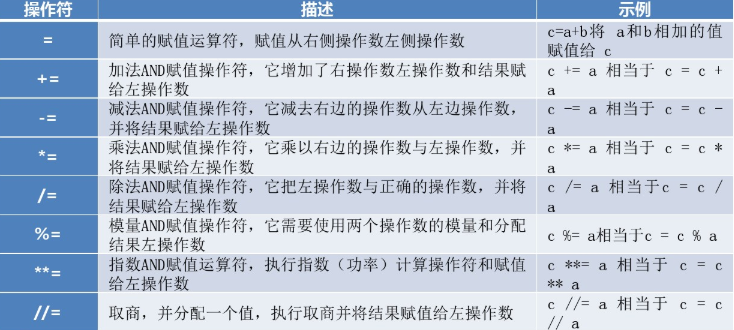 操作符 描述 示例
= 简单的赋值运算符，赋值从右侧操作数左侧操作数 c=a+b将 a和b相加的值
赋值给 c
+= 加法AND赋值操作符，它增加了右操作数左操作数和结果赋 c += a 相当于 c = c +
给左操作数 a
-= 减法AND赋值操作符，它减去右边的操作数从左边操作数， c -= a 相当于 c = c -
并将结果赋给左操作数 a
*= 乘法AND赋值操作符，它乘以右边的操作数与左操作数，并 c *= a 相当于 c = c *
将结果赋给左操作数 a
/= 除法AND赋值操作符，它把左操作数与正确的操作数，并将 c /= a 相当于c = c /
结果赋给左操作数 a
%= 模量AND赋值操作符，它需要使用两个操作数的模量和分配 c %= a相当于c = c % a
结果左操作数
**= 指数AND赋值运算符，执行指数（功率）计算操作符和赋值 c **= a 相当于 c = c
给左操作数 ** a
//= 取商，并分配一个值，执行取商并将结果赋值给左操作数 c //= a 相当于 c = c
// a